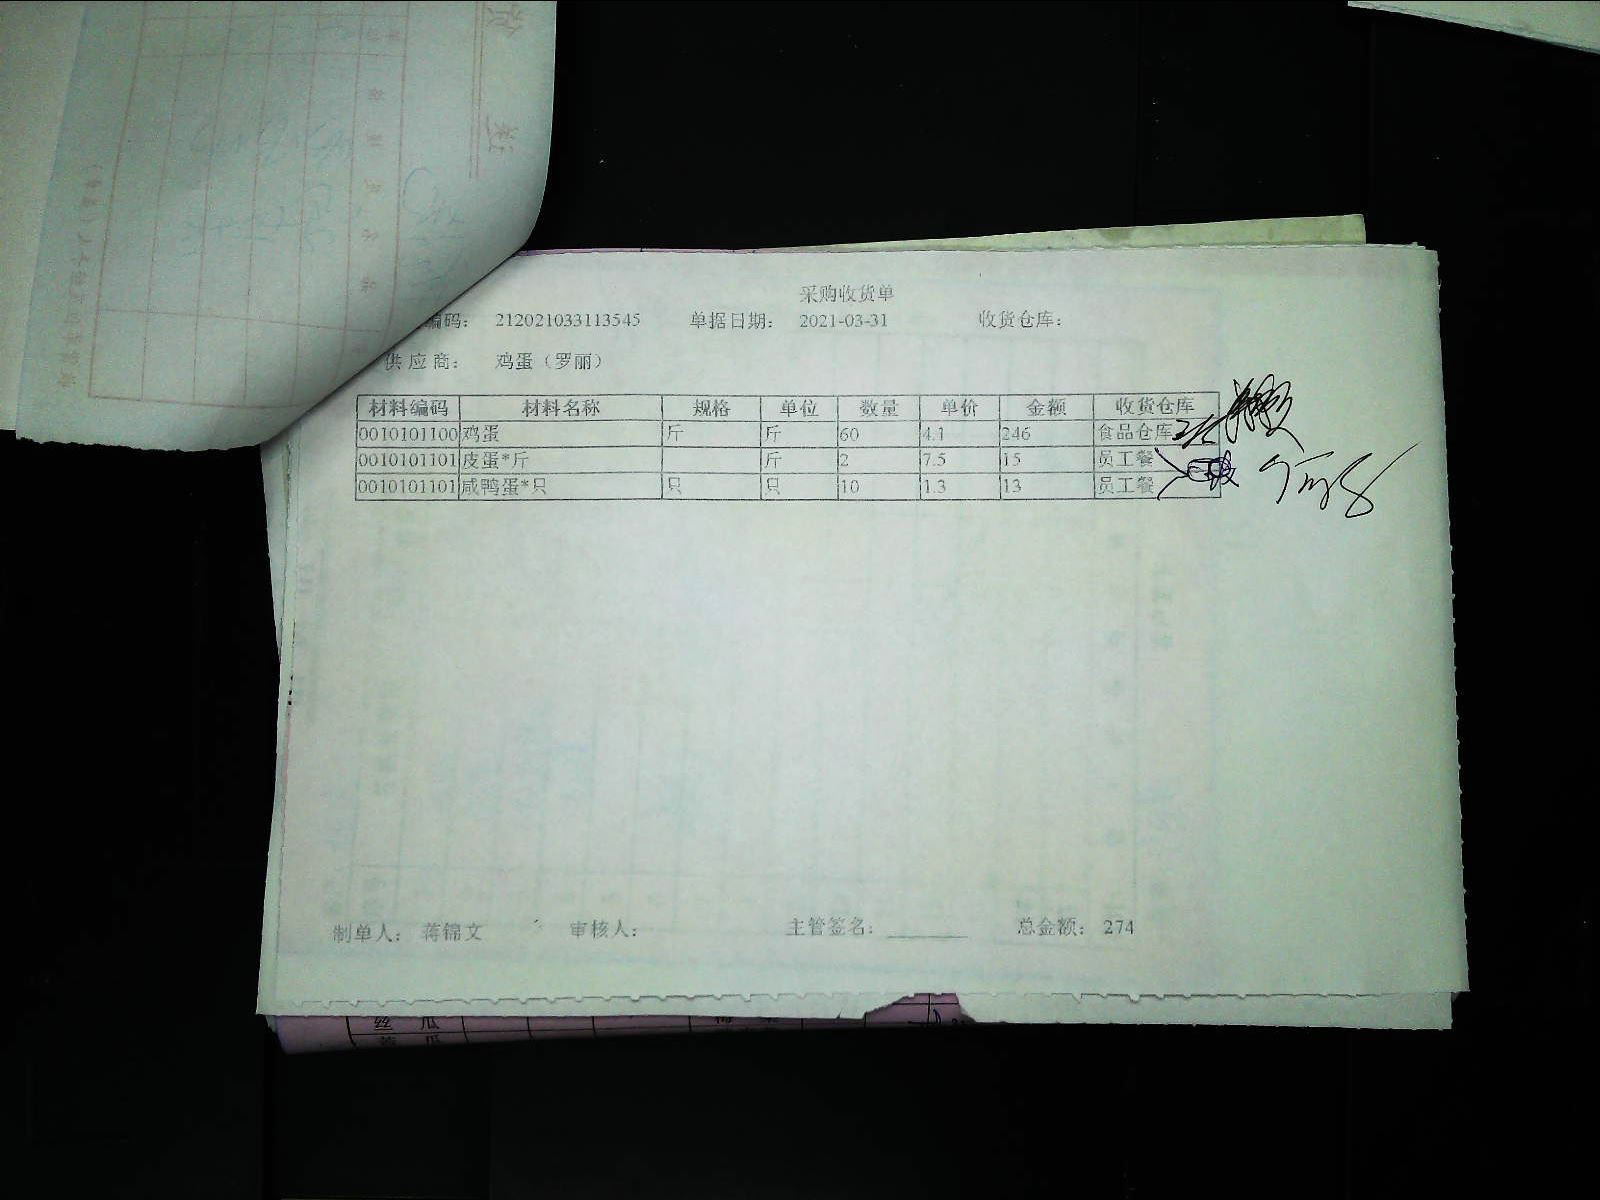 采购收货单
编码： 212021033113545 单据日期： 2021-03-31 收货仓库：
供应商： 鸡蛋（罗丽）
材料编码 材料名称 规格 单位 数量 单价 金额 收货仓库
0010101100 鸡蛋 斤 斤 60 4.1 246 食品仓库
0010101101 皮蛋*斤 斤 2 7.5 15 员工餐
0010101101 咸鸭蛋*只 只 只 10 1.3 13 员工餐
制单人： 蒋锦文 审核人： 主管签名： 总金额： 274
丝 瓜